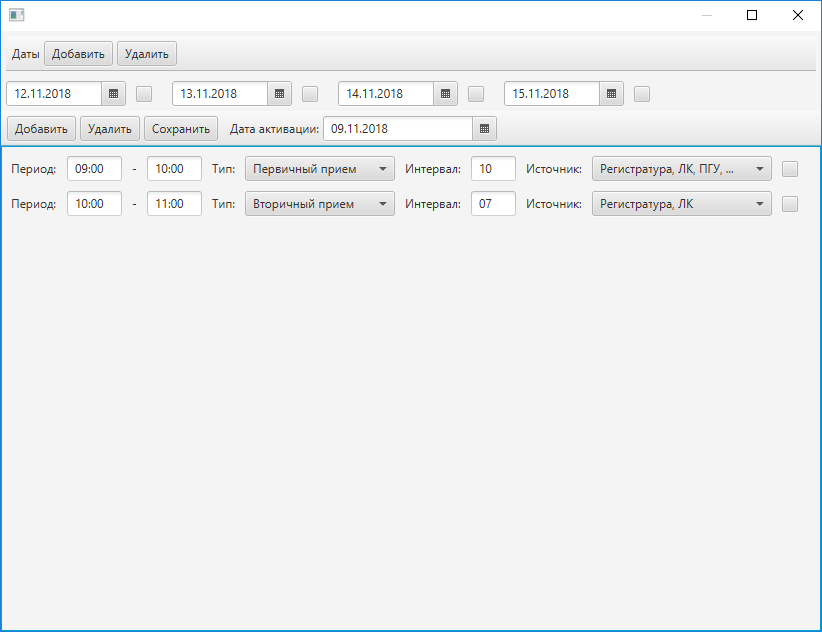 Даты Добавить Удалить
12.11.2018 13.11.2018 14.11.2018 15.11.2018
Добавить Удалить Сохранить Дата активации: 09.11.2018
Период: 09:00 - 10:00 Тип: Первичный прием Интервал: 10 Источник: Регистратура, ЛК, ПГУ, ...
Период: 10:00 - 11:00 Тип: Вторичный прием Интервал: 07 Источник: Регистратура, ЛК